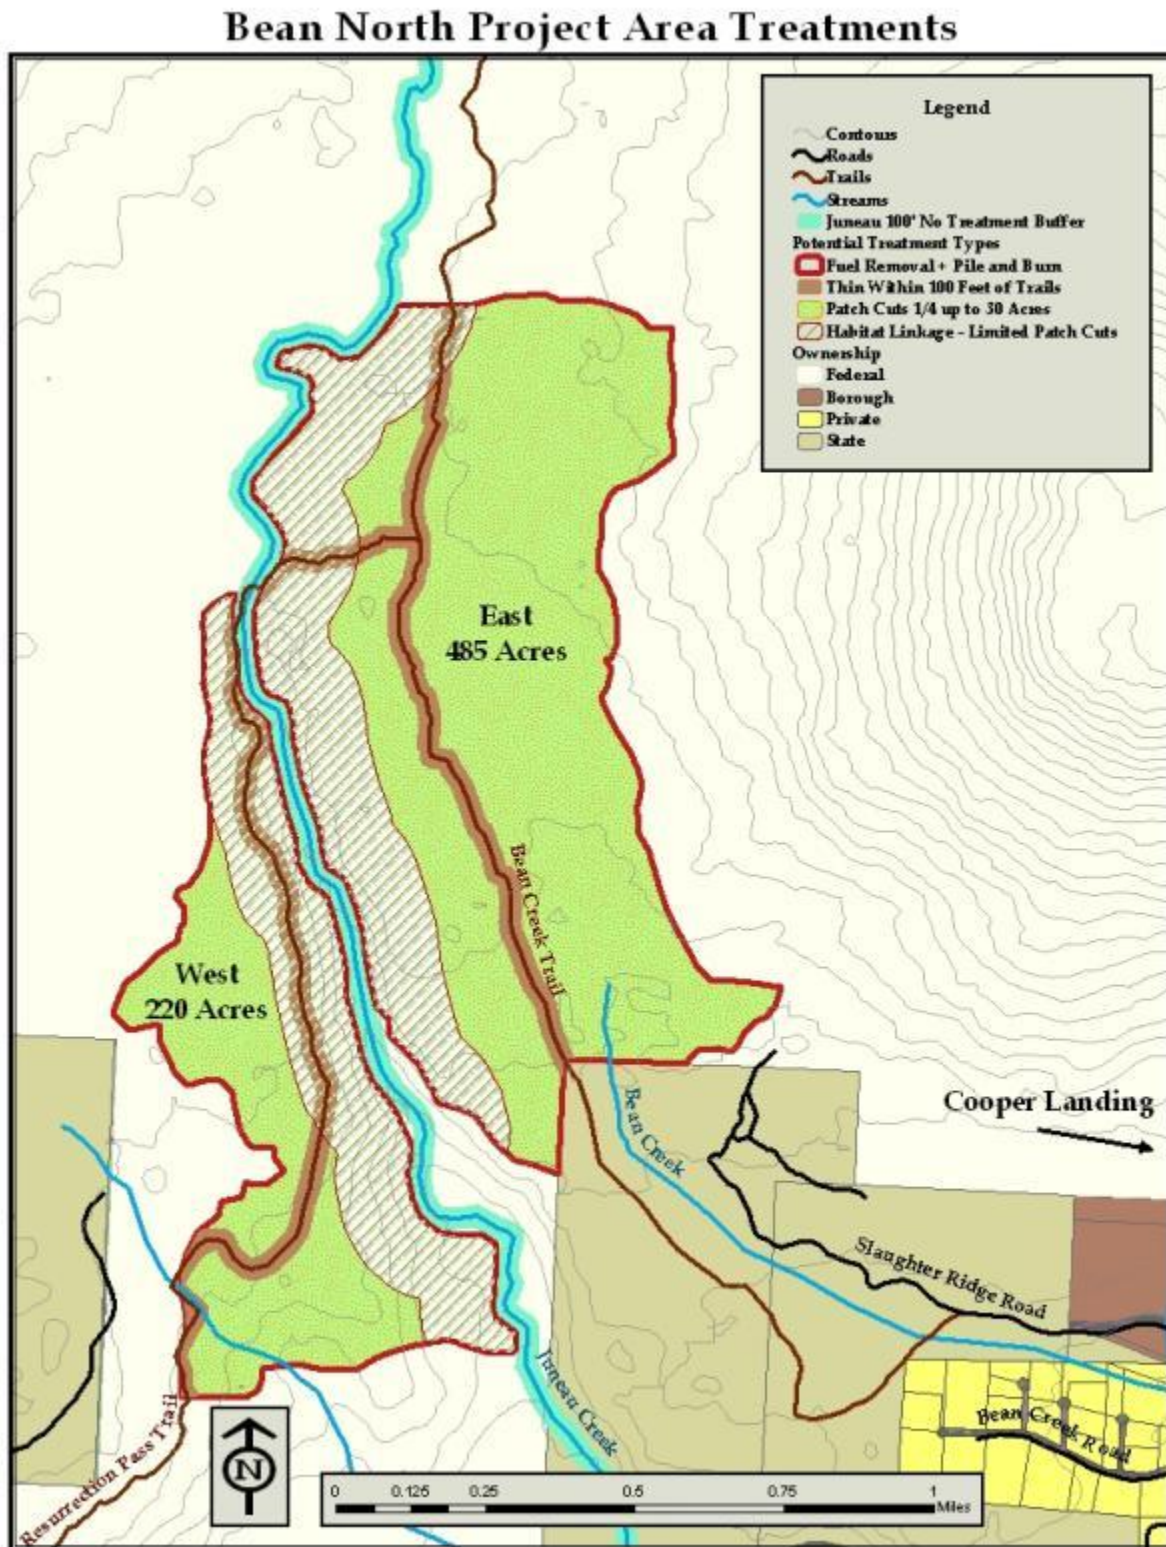 Bean North Project Area Treatments
Legend
Contours
Roads
Trails
Streams
Juneau 100' No Treatment Buffer
Potential Treatment Types
Fuel Removal + Pile and Burn
Thin Within 100 Feet of Trails
Patch Cuts 1/4 up to 30 Acres
Habitat Linkage - Limited Patch Cuts
Ownership
Federal
Borough
Private
State
East
485 Acres
Bean Creek Trail
West
220 Acres
Bean Creek
Cooper Landing
Slaughter Ridge Road
Juneau Creek
Bean Creek Road
Resurrection Pass Trail
N
0 0.125 0.25 0.5 0.75 1
Miles